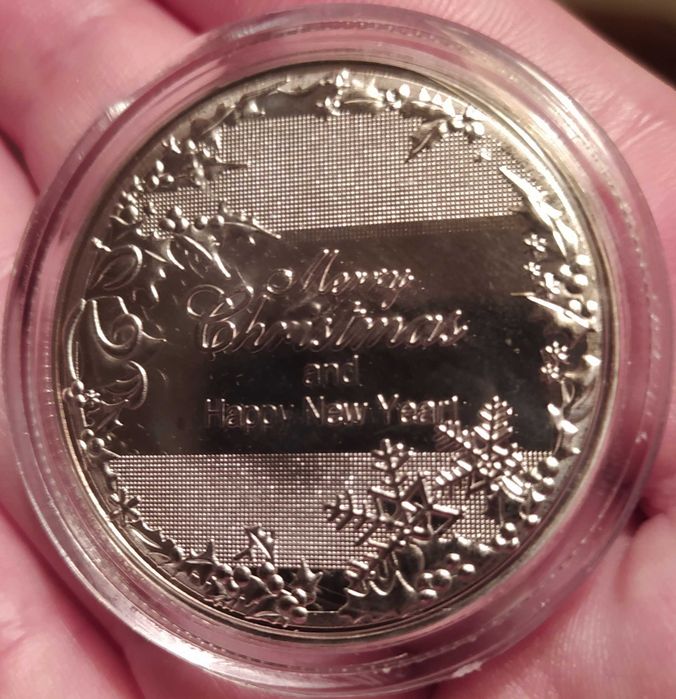 Merry
Christmas
and
Happy New Year!